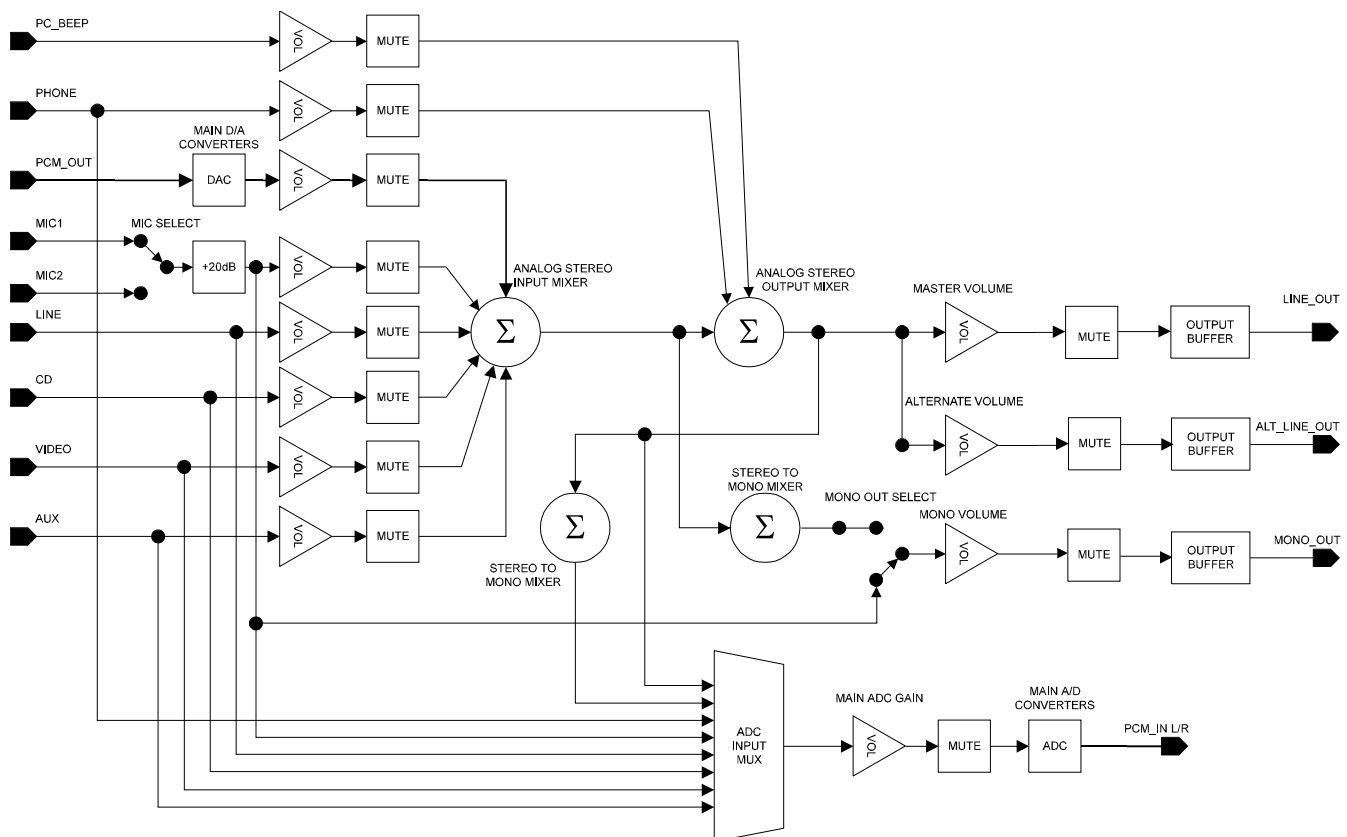 PC_BEEP
VOL
MUTE
PHONE
VOL
MUTE
MAIN D/A
CONVERTERS
PCM_OUT
DAC
VOL
MUTE
MIC1
MIC SELECT
MIC2
+20dB
VOL
MUTE
ANALOG STEREO
INPUT MIXER
Σ
ANALOG STEREO
OUTPUT MIXER
Σ
LINE
VOL
MUTE
CD
VOL
MUTE
VIDEO
VOL
MUTE
AUX
VOL
MUTE
MASTER VOLUME
VOL
MUTE
OUTPUT
BUFFER
LINE_OUT
ALTERNATE VOLUME
VOL
MUTE
OUTPUT
BUFFER
ALT_LINE_OUT
Σ
STEREO TO
MONO MIXER
STEREO TO
MONO MIXER
Σ
MONO OUT SELECT
MONO VOLUME
VOL
MUTE
OUTPUT
BUFFER
MONO_OUT
ADC
INPUT
MUX
MAIN ADC GAIN
VOL
MUTE
MAIN A/D
CONVERTERS
ADC
PCM_IN L/R